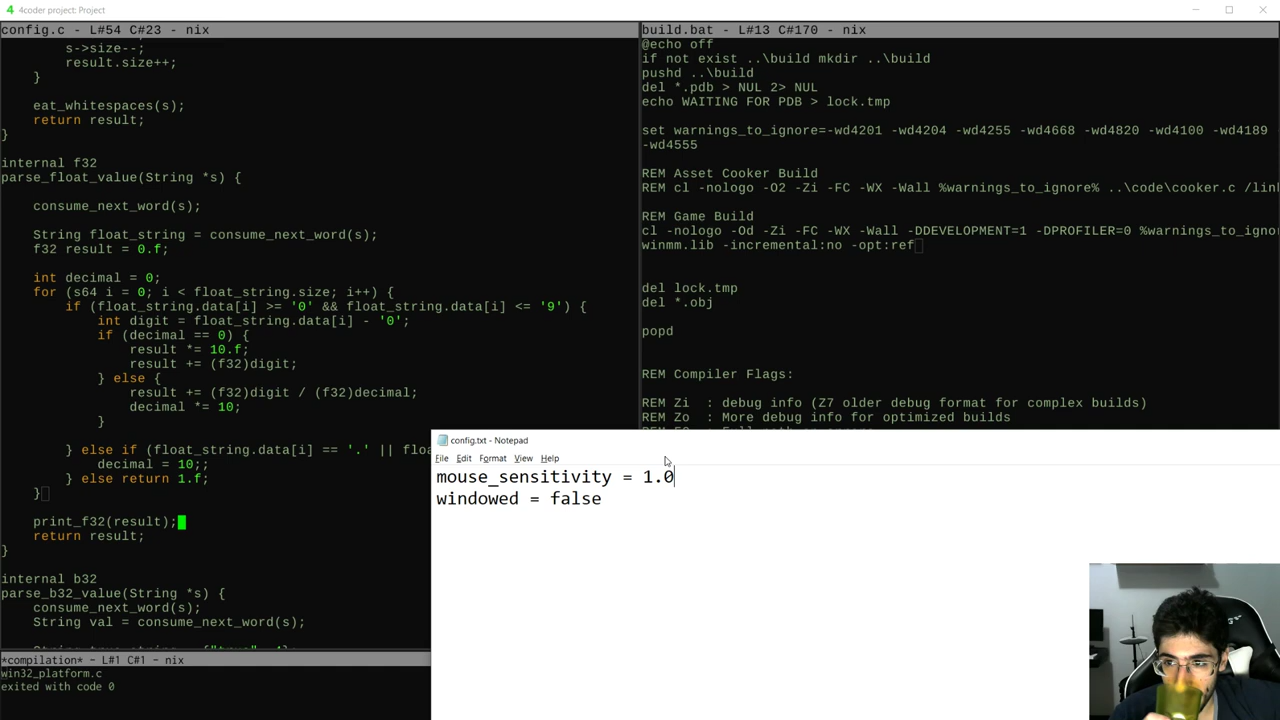 4coder project: Project
config.c - L#54 C#23 - nix
s->size--;
result.size++;
}
eat_whitespaces(s);
return result;
}
internal f32
parse_float_value(String *s) {
consume_next_word(s);
String float_string = consume_next_word(s);
f32 result = 0.f;
int decimal = 0;
for (s64 i = 0; i < float_string.size; i++) {
if (float_string.data[i] >= '0' && float_string.data[i] <= '9') {
int digit = float_string.data[i] - '0';
if (decimal == 0) {
result *= 10.f;
result += (f32)digit;
} else {
result += (f32)digit / (f32)decimal;
decimal *= 10;
}
} else if (float_string.data[i] == '.' || flo
decimal = 10;;
} else return 1.f;
}
print_f32(result);
return result;
}
internal b32
parse_b32_value(String *s) {
consume_next_word(s);
String val = consume_next_word(s);
*compilation* - L#1 C#1 - nix
win32_platform.c
exited with code 0
build.bat - L#13 C#170 - nix
@echo off
if not exist ..\build mkdir ..\build
pushd ..\build
del *.pdb > NUL 2> NUL
echo WAITING FOR PDB > lock.tmp
set warnings_to_ignore=-wd4201 -wd4204 -wd4255 -wd4668 -wd4820 -wd4100 -wd4189
-wd4555
REM Asset Cooker Build
REM cl -nologo -O2 -Zi -FC -WX -Wall %warnings_to_ignore% ..\code\cooker.c /lin
REM Game Build
cl -nologo -Od -Zi -FC -WX -Wall -DDEVELOPMENT=1 -DPROFILER=0 %warnings_to_igno
winmm.lib -incremental:no -opt:ref
del lock.tmp
del *.obj
popd
REM Compiler Flags:
REM Zi : debug info (Z7 older debug format for complex builds)
REM Zo : More debug info for optimized builds
config.txt - Notepad
File Edit Format View Help
mouse_sensitivity = 1.0
windowed = false